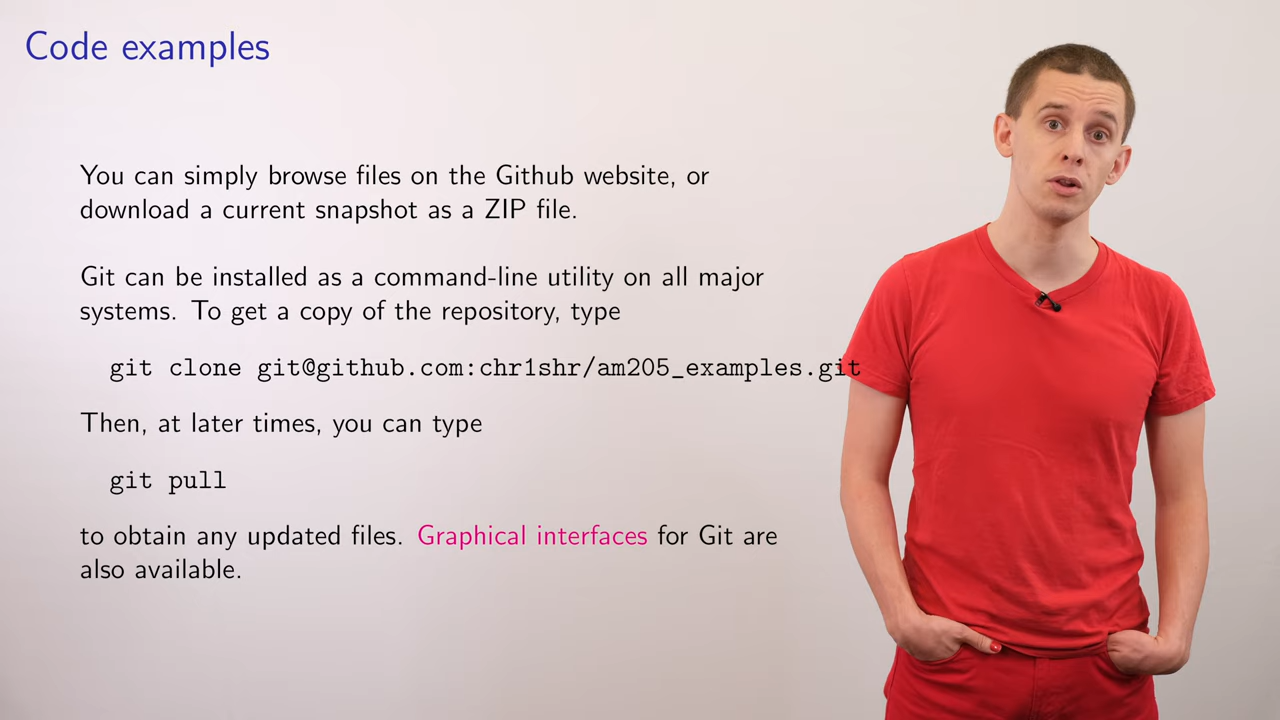 Code examples
You can simply browse files on the Github website, or
download a current snapshot as a ZIP file.
Git can be installed as a command-line utility on all major
systems. To get a copy of the repository, type
git clone git@github.com:chr1shr/am205_examples.git
Then, at later times, you can type
git pull
to obtain any updated files. Graphical interfaces for Git are
also available.